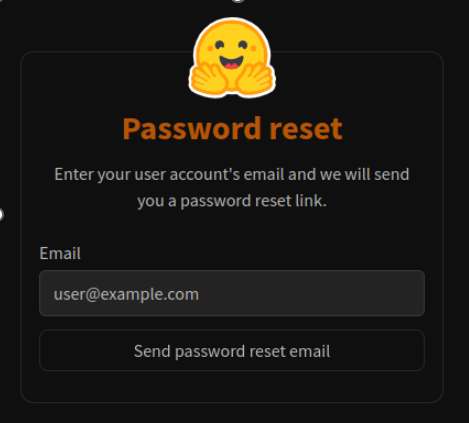 Password reset
Enter your user account's email and we will send
you a password reset link.
Email
user@example.com
Send password reset email